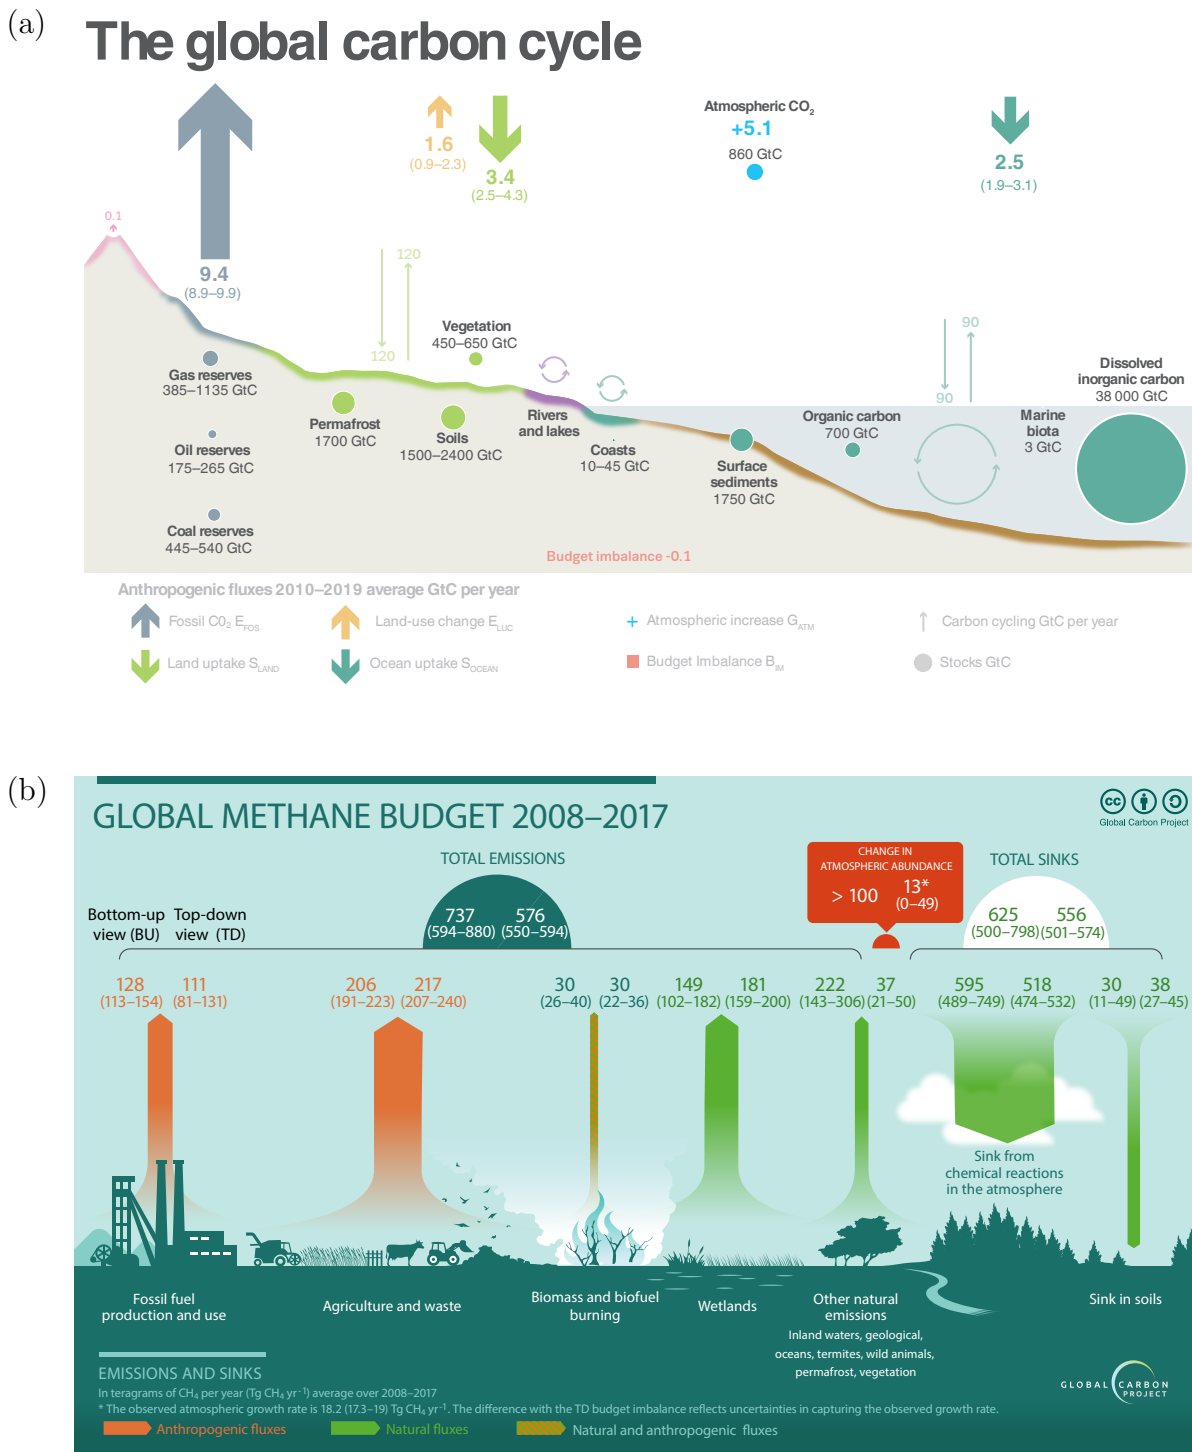 (a)
The global carbon cycle
Atmospheric CO₂
+5.1
860 GtC
1.6
(0.9–2.3)
3.4
(2.5–4.3)
2.5
(1.9–3.1)
0.1
9.4
(8.9–9.9)
120
120
90
90
Vegetation
450–650 GtC
Gas reserves
385–1135 GtC
Oil reserves
175–265 GtC
Coal reserves
445–540 GtC
Permafrost
1700 GtC
Soils
1500–2400 GtC
Rivers
and lakes
Coasts
10–45 GtC
Surface
sediments
1750 GtC
Organic carbon
700 GtC
Marine
biota
3 GtC
Dissolved
inorganic carbon
38 000 GtC
Budget imbalance -0.1
Anthropogenic fluxes 2010–2019 average GtC per year
Fossil C0₂ E_FOS
Land-use change E_LUC
+ Atmospheric increase G_ATM
Carbon cycling GtC per year
Land uptake S_LAND
Ocean uptake S_OCEAN
Budget Imbalance B_IM
Stocks GtC
(b)
GLOBAL METHANE BUDGET 2008–2017
cc
Global Carbon Project
TOTAL EMISSIONS
CHANGE IN
ATMOSPHERIC ABUNDANCE
> 100 13*
(0–49)
TOTAL SINKS
Bottom-up
view (BU)
Top-down
view (TD)
737 576
(594–880) (550–594)
625 556
(500–798) (501–574)
128 111
(113–154) (81–131)
206 217
(191–223) (207–240)
30 30
(26–40) (22–36)
149 181
(102–182) (159–200)
222 37
(143–306) (21–50)
595 518
(489–749) (474–532)
30 38
(11–49) (27–45)
Sink from
chemical reactions
in the atmosphere
Fossil fuel
production and use
Agriculture and waste
Biomass and biofuel
burning
Wetlands
Other natural
emissions
Inland waters, geological,
oceans, termites, wild animals,
permafrost, vegetation
Sink in soils
EMISSIONS AND SINKS
In teragrams of CH₄ per year (Tg CH₄ yr⁻¹) average over 2008–2017
* The observed atmospheric growth rate is 18.2 (17.3–19) Tg CH₄ yr⁻¹. The difference with the TD budget imbalance reflects uncertainties in capturing the observed growth rate.
Anthropogenic fluxes
Natural fluxes
Natural and anthropogenic fluxes
GLOBAL CARBON
PROJECT